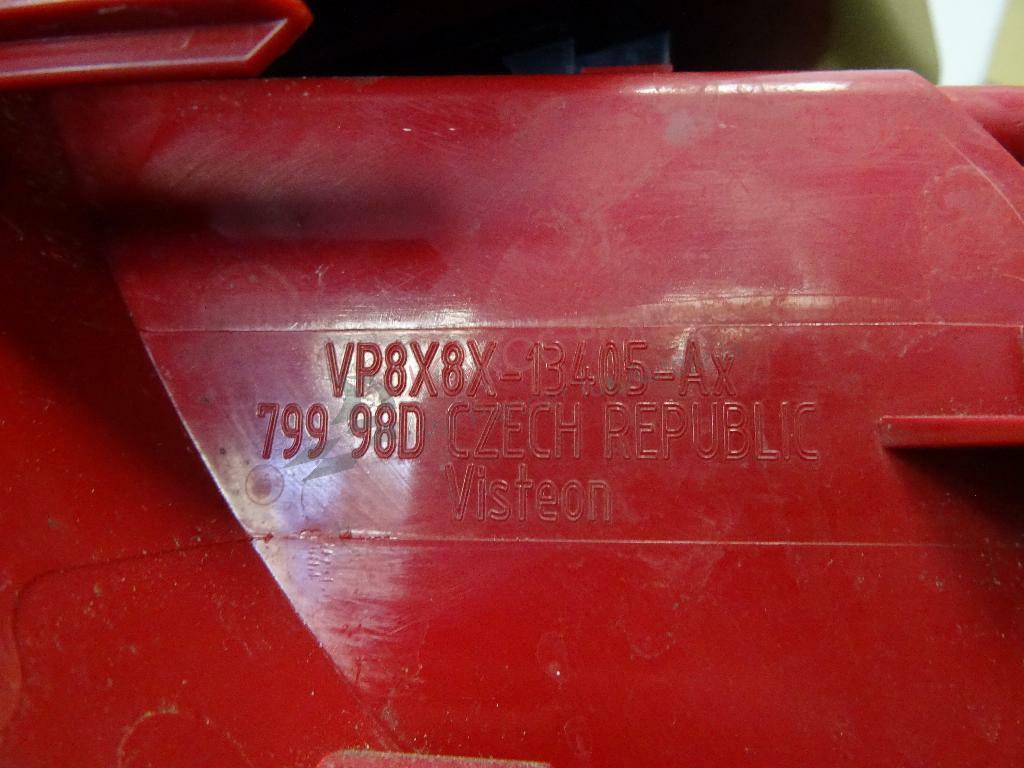 VP8X8X-13405-Ax
799 98D CZECH REPUBLIC
Visteon